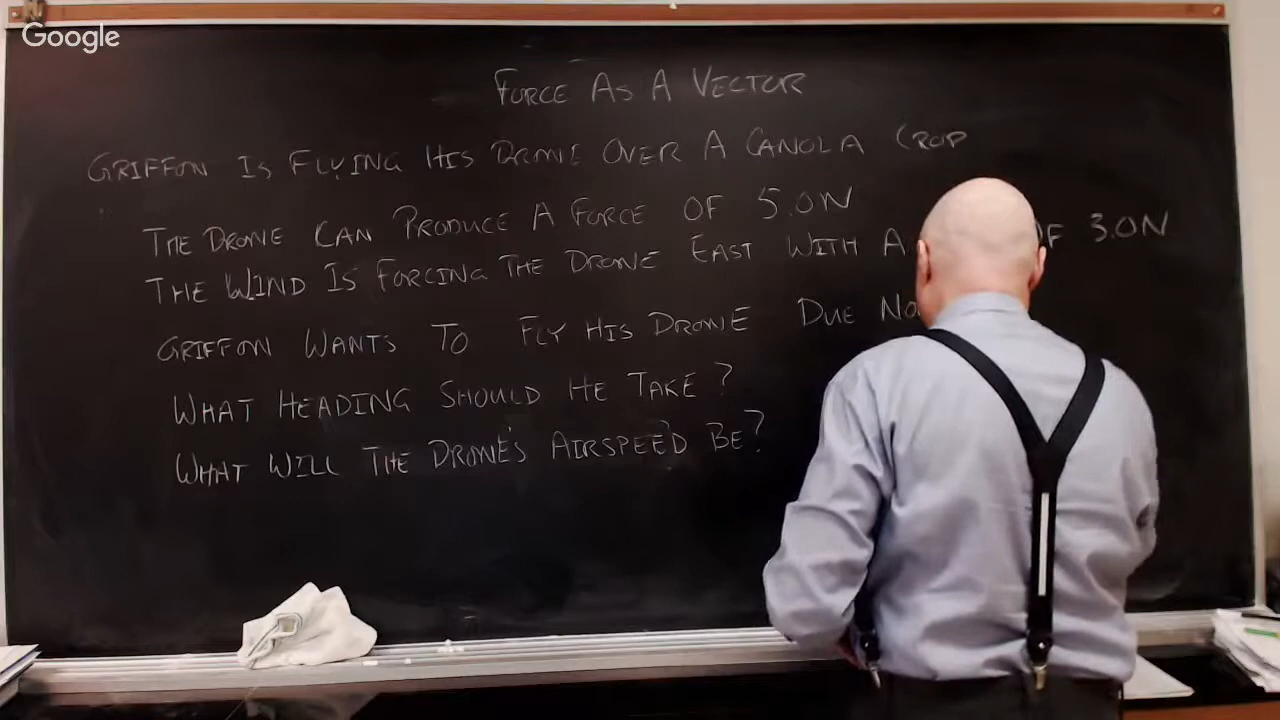 Google
FORCE AS A VECTOR
GRIFFON IS FLYING HIS DRONE OVER A CANOLA CROP
THE DRONE CAN PRODUCE A FORCE OF 5.0N
THE WIND IS FORCING THE DRONE EAST WITH A OF 3.0N
GRIFFON WANTS TO FLY HIS DRONE DUE NO
WHAT HEADING SHOULD HE TAKE?
WHAT WILL THE DRONE'S AIRSPEED BE?